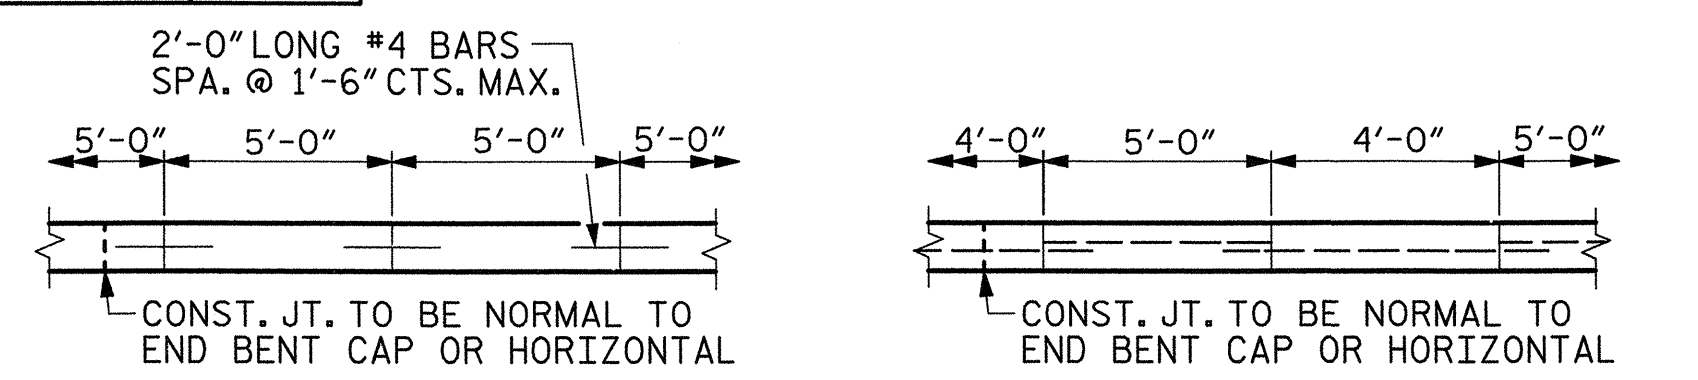 2'-0" LONG #4 BARS
SPA. @ 1'-6" CTS. MAX.
5'-0" 5'-0" 5'-0" 5'-0"
CONST. JT. TO BE NORMAL TO
END BENT CAP OR HORIZONTAL
4'-0" 5'-0" 4'-0" 5'-0"
CONST. JT. TO BE NORMAL TO
END BENT CAP OR HORIZONTAL